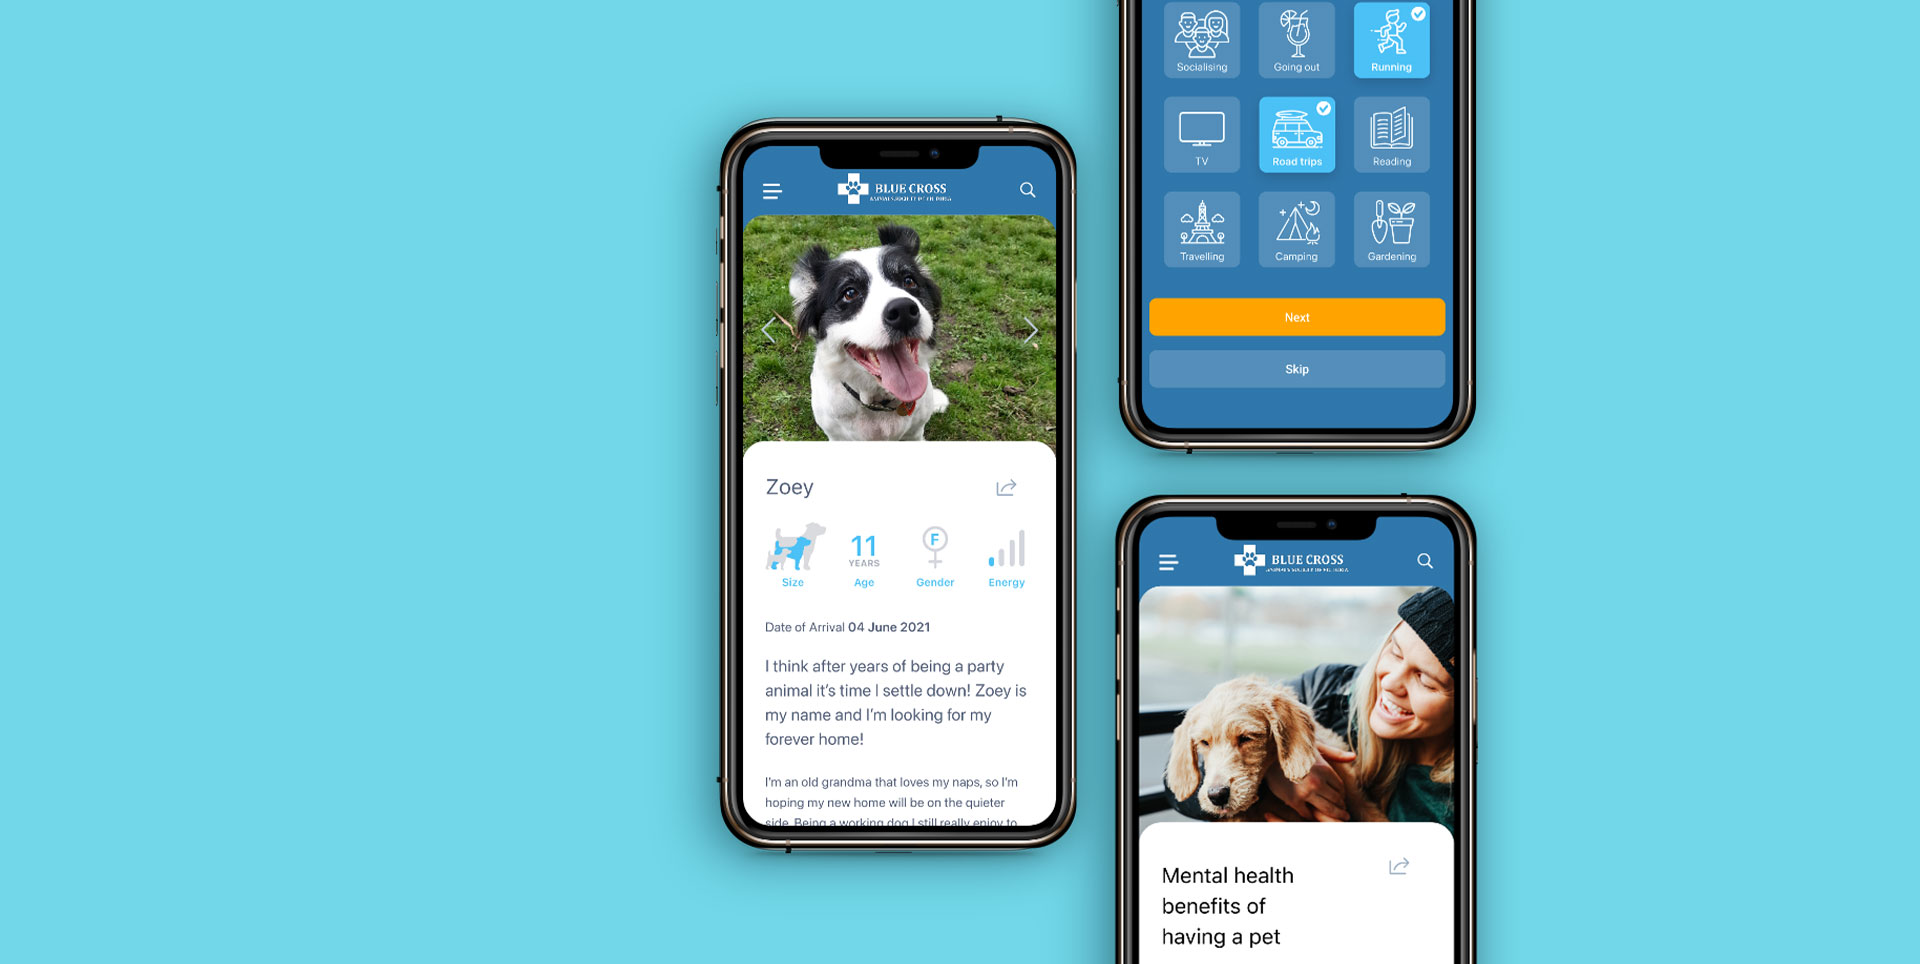 BLUE CROSS
Zoey
11
YEARS
F
Size
Age
Gender
Energy
Date of Arrival 04 June 2021
I think after years of being a party
animal it's time I settle down! Zoey is
my name and I'm looking for my
forever home!
I'm an old grandma that loves my naps, so I'm
hoping my new home will be on the quieter
side. Being a working dog I still really enjoy to
Socialising
Going out
Running
TV
Road trips
Reading
Travelling
Camping
Gardening
Next
Skip
BLUE CROSS
Mental health
benefits of
having a pet